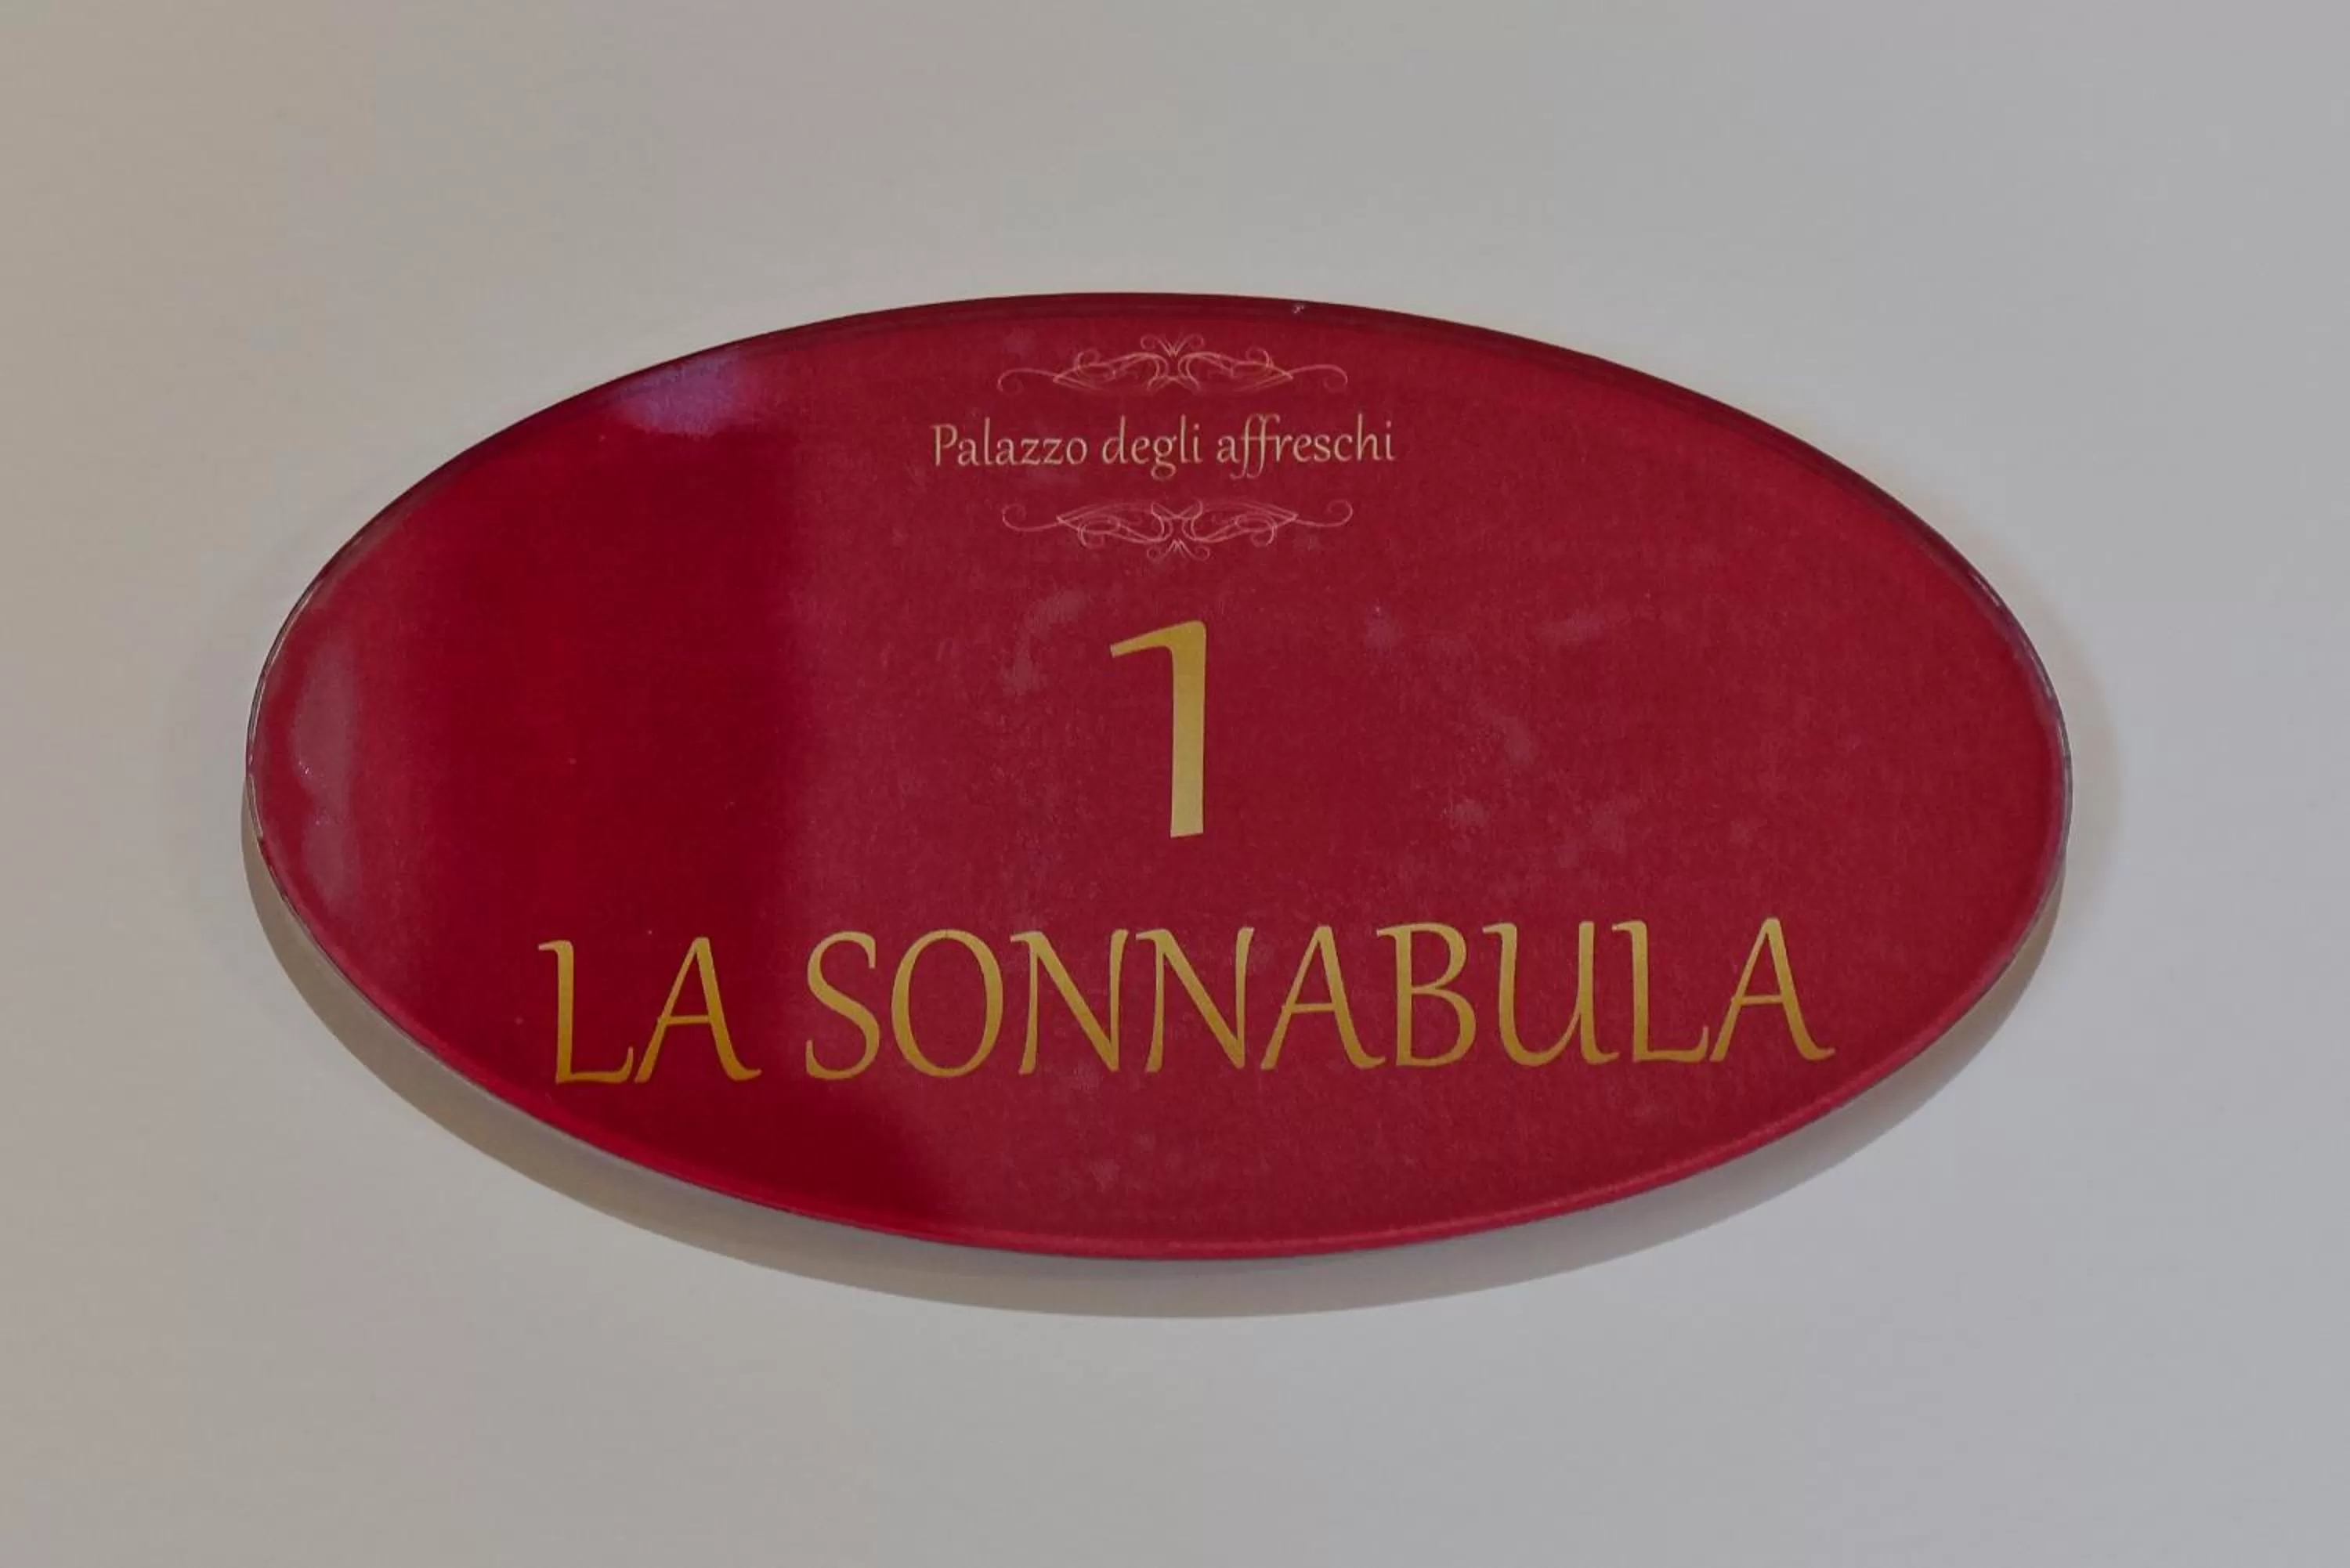 Palazzo degli affreschi
1
LA SONNABULA